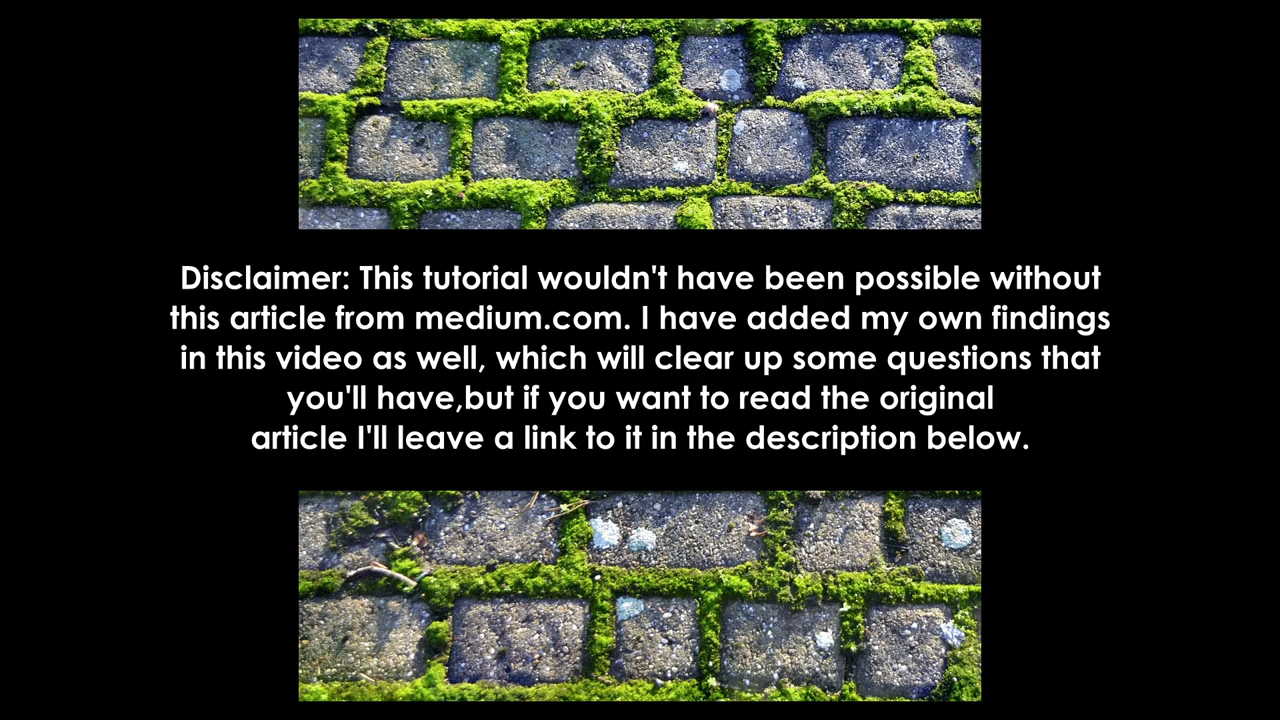 Disclaimer: This tutorial wouldn't have been possible without
this article from medium.com. I have added my own findings
in this video as well, which will clear up some questions that
you'll have,but if you want to read the original
article I'll leave a link to it in the description below.